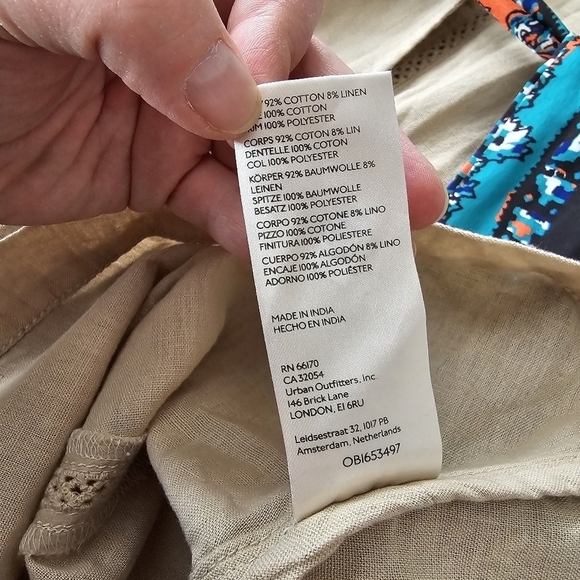 92% COTTON 8% LINEN
100% COTTON
100% POLYESTER
CORPS 92% COTON 8% LIN
DENTELLE 100% COTON
COL 100% POLYESTER
KÖRPER 92% BAUMWOLLE 8%
LEINEN
SPITZE 100% BAUMWOLLE
BESATZ 100% POLYESTER
CORPO 92% COTONE 8% LINO
PIZZO 100% COTONE
FINITURA 100% POLIESTERE
CUERPO 92% ALGODÓN 8% LINO
ENCAJE 100% ALGODÓN
ADORNO 100% POLIÉSTER
MADE IN INDIA
HECHO EN INDIA
RN 66170
CA 32054
Urban Outfitters, Inc.
146 Brick Lane
LONDON, E1 6RU
Leidsestraat 32, 1017 PB
Amsterdam, Netherlands
OB1653497